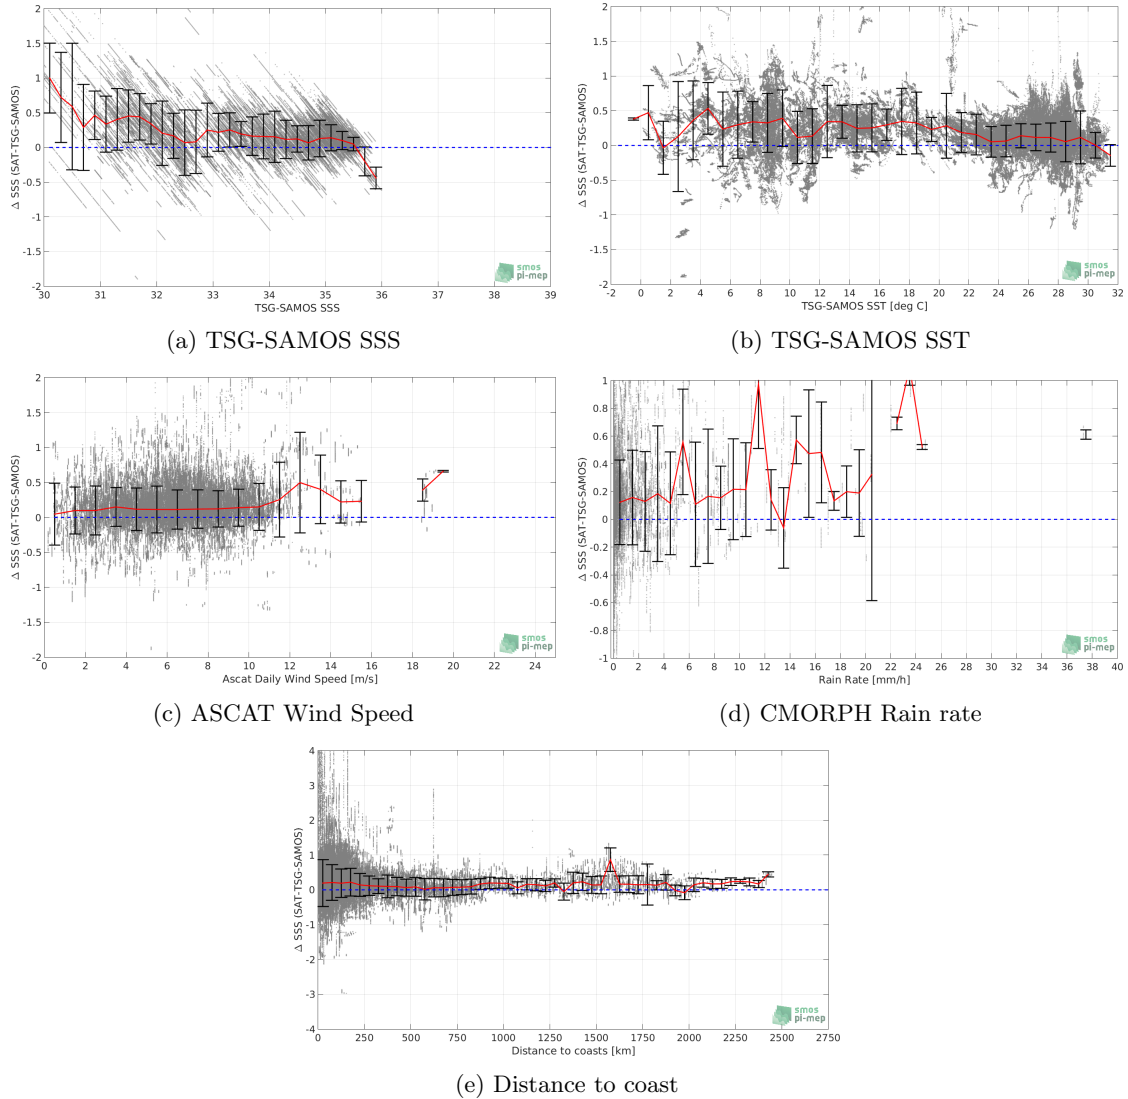 2
1.5
1
0.5
0
-0.5
-1
-1.5
-2
Δ SSS (SAT-TSG-SAMOS)
30 31 32 33 34 35 36 37 38 39
TSG-SAMOS SSS
smos
pi-mep
(a) TSG-SAMOS SSS
2
1.5
1
0.5
0
-0.5
-1
-1.5
-2
Δ SSS (SAT-TSG-SAMOS)
-2 0 2 4 6 8 10 12 14 16 18 20 22 24 26 28 30 32
TSG-SAMOS SST [deg C]
smos
pi-mep
(b) TSG-SAMOS SST
2
1.5
1
0.5
0
-0.5
-1
-1.5
-2
Δ SSS (SAT-TSG-SAMOS)
0 2 4 6 8 10 12 14 16 18 20 22 24
Ascat Daily Wind Speed [m/s]
smos
pi-mep
(c) ASCAT Wind Speed
1
0.8
0.6
0.4
0.2
0
-0.2
-0.4
-0.6
-0.8
-1
Δ SSS (SAT-TSG-SAMOS)
0 2 4 6 8 10 12 14 16 18 20 22 24 26 28 30 32 34 36 38 40
Rain Rate [mm/h]
smos
pi-mep
(d) CMORPH Rain rate
4
3
2
1
0
-1
-2
-3
-4
Δ SSS (SAT-TSG-SAMOS)
0 250 500 750 1000 1250 1500 1750 2000 2250 2500 2750
Distance to coasts [km]
smos
pi-mep
(e) Distance to coast